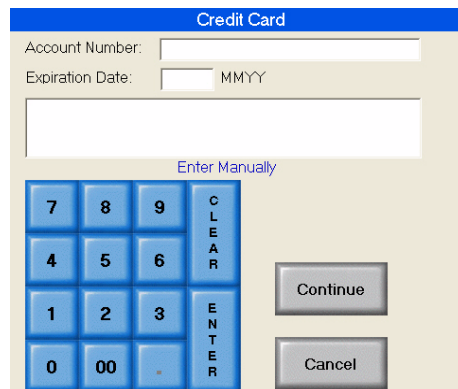 Credit Card
Account Number:
Expiration Date: MMYY
Enter Manually
7 8 9 CLEAR
4 5 6
Continue
1 2 3 ENTER
0 00 .
Cancel